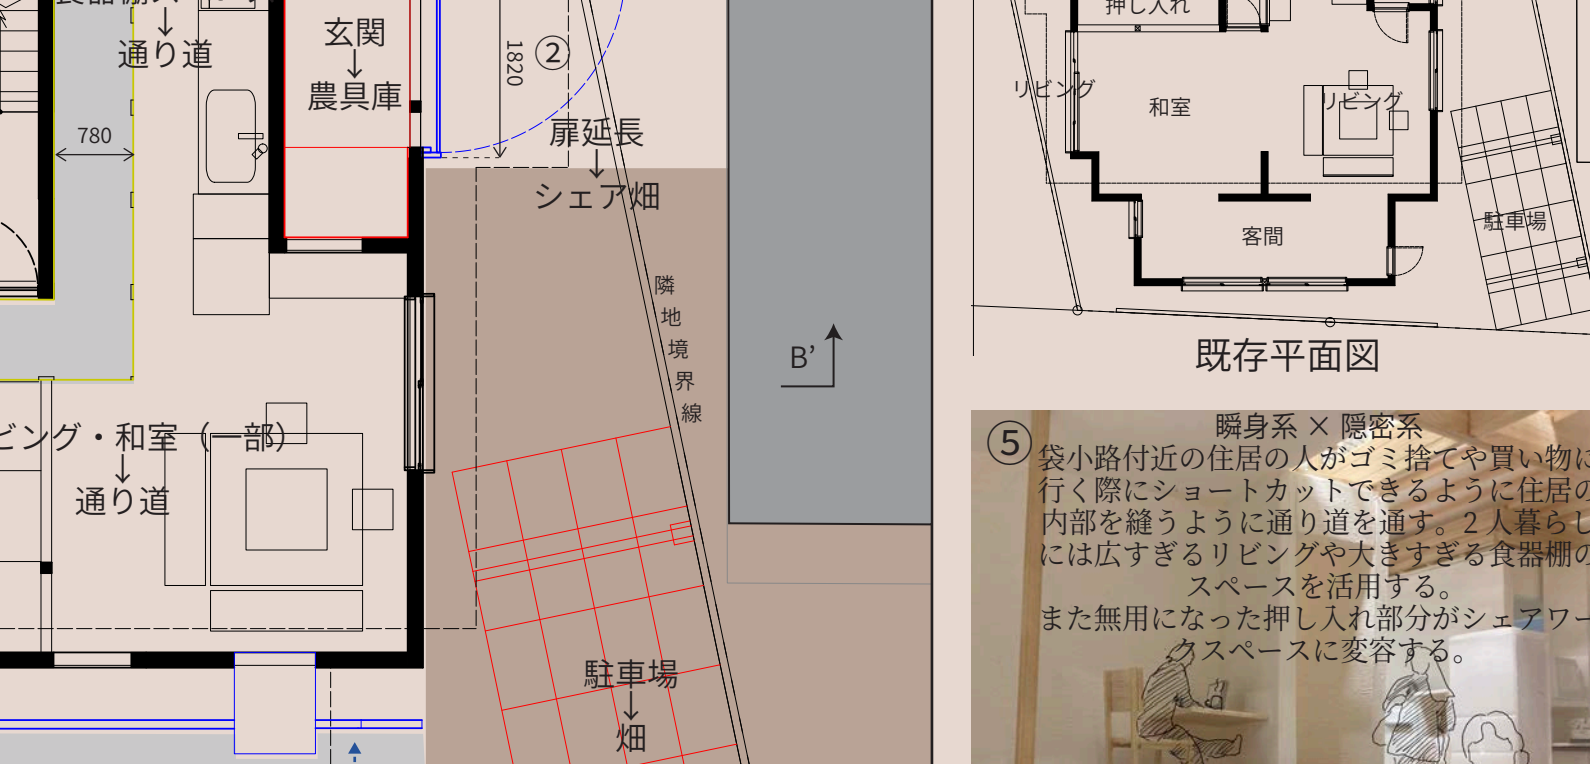 ↓
通り道
780
玄関
↓
農具庫
1820
②
扉延長
↓
シェア畑
隣地境界線
B’
ビング・和室（一部）
↓
通り道
駐車場
↓
畑
押し入れ
リビング
和室
リビング
客間
駐車場
既存平面図
⑤
瞬身系 × 隠密系
袋小路付近の住居の人がゴミ捨てや買い物に
行く際にショートカットできるように住居の
内部を縫うように通り道を通す。2 人暮らし
には広すぎるリビングや大きすぎる食器棚の
スペースを活用する。
また無用になった押し入れ部分がシェアワー
クスペースに変容する。